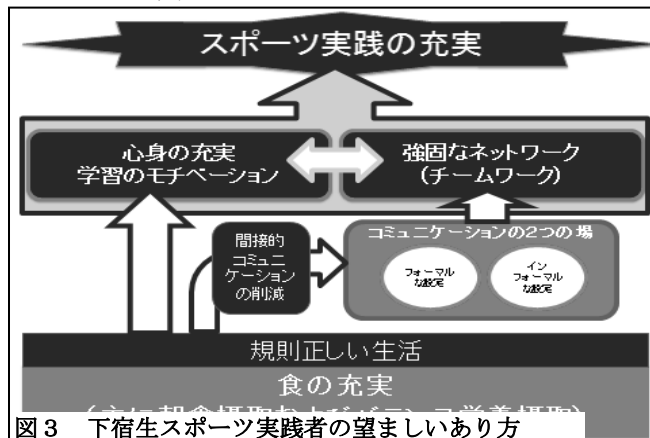 スポーツ実践の充実
心身の充実
学習のモチベーション
強固なネットワーク
(チームワーク)
間接的
コミュニ
ケーション
の削減
コミュニケーションの2つの場
フォーマル
な設定
イン
フォーマル
な設定
規則正しい生活
食の充実
図3 下宿生スポーツ実践者の望ましいあり方